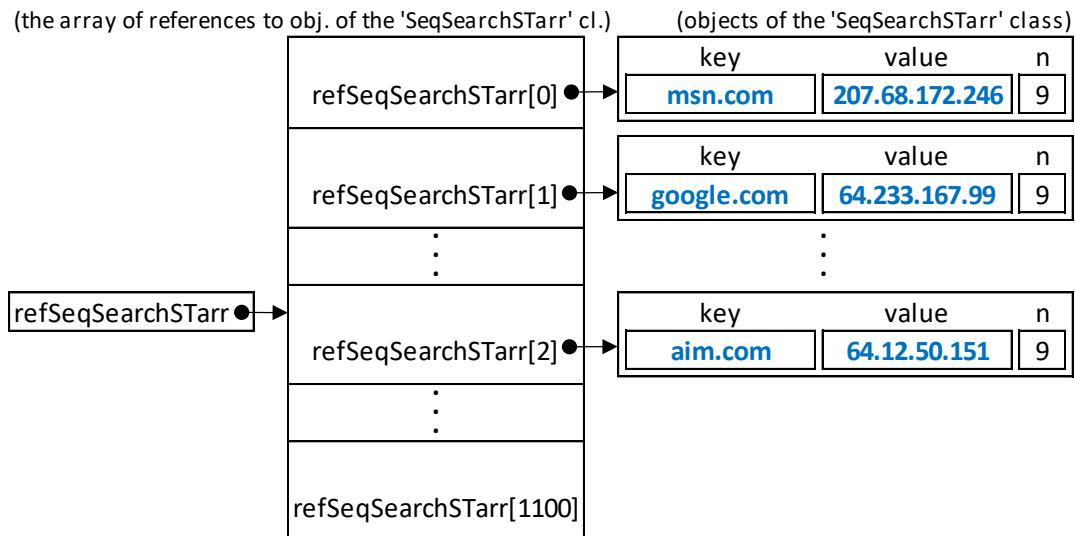 (the array of references to obj. of the 'SeqSearchSTarr' cl.) (objects of the 'SeqSearchSTarr' class)
key value n
refSeqSearchSTarr[0] msn.com 207.68.172.246 9
key value n
refSeqSearchSTarr[1] google.com 64.233.167.99 9
refSeqSearchSTarr key value n
refSeqSearchSTarr[2] aim.com 64.12.50.151 9
refSeqSearchSTarr[1100]